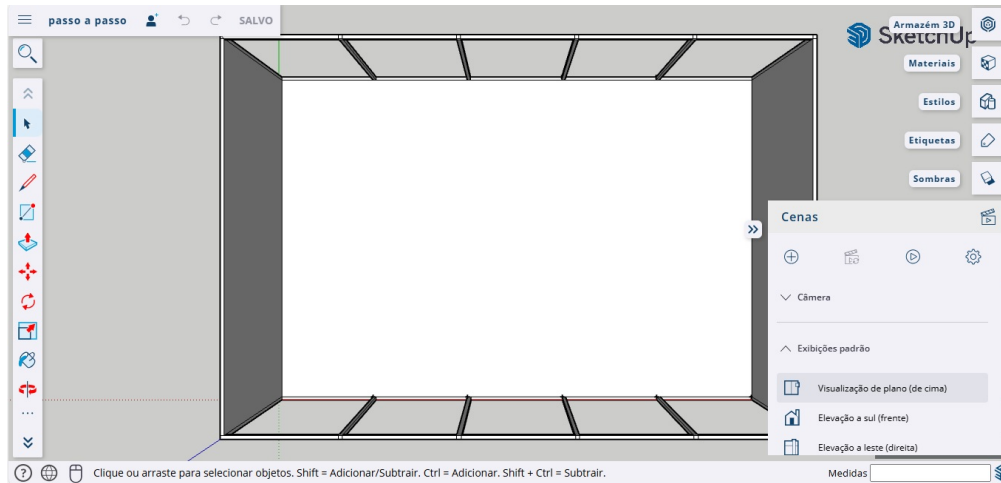 passo a passo
SALVO
SketchUp
Armazém 3D
Materiais
Estilos
Etiquetas
Sombras
Cenas
Câmera
Exibições padrão
Visualização de plano (de cima)
Elevação a sul (frente)
Elevação a leste (direita)
Clique ou arraste para selecionar objetos. Shift = Adicionar/Subtrair. Ctrl = Adicionar. Shift + Ctrl = Subtrair.
Medidas